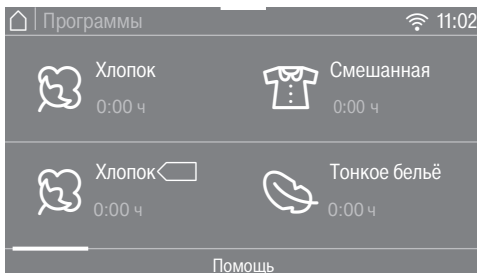 Программы 11:02
Хлопок Смешанная
0:00 ч 0:00 ч
Хлопок Тонкое бельё
0:00 ч 0:00 ч
Помощь